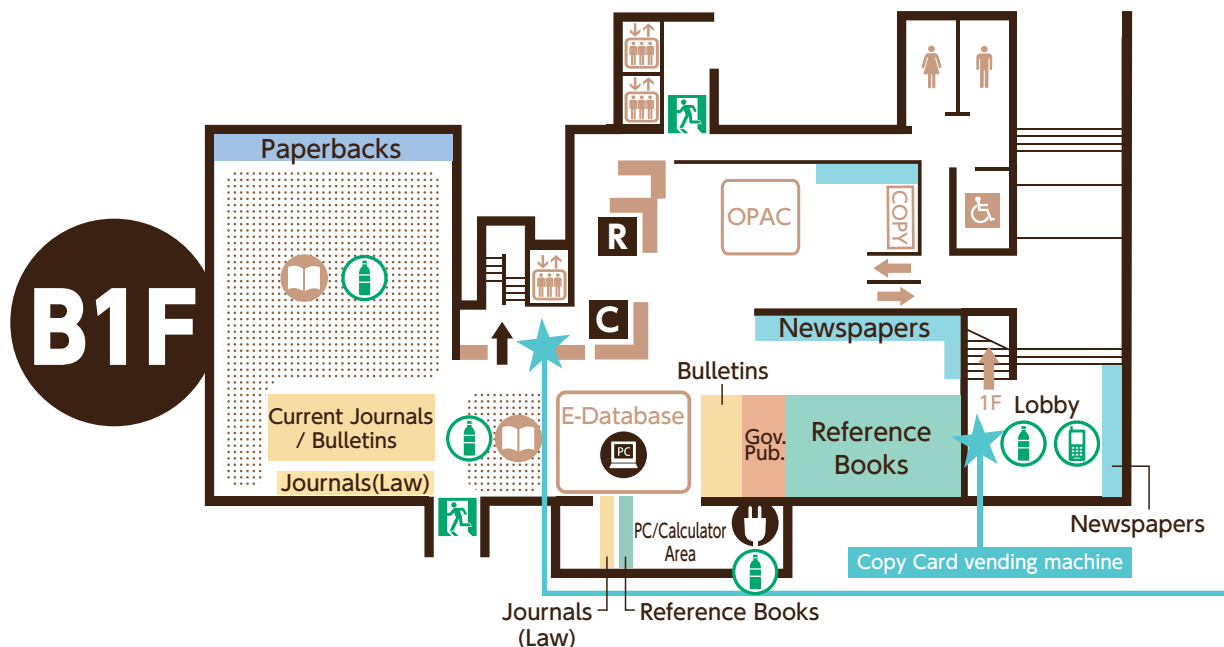 Paperbacks
R
OPAC
COPY
B1F
C
Newspapers
Bulletins
1F
Lobby
Current Journals
/ Bulletins
E-Database
PC
Gov.
Pub.
Reference
Books
Journals(Law)
PC/Calculator
Area
Newspapers
Copy Card vending machine
Journals
(Law)
Reference Books